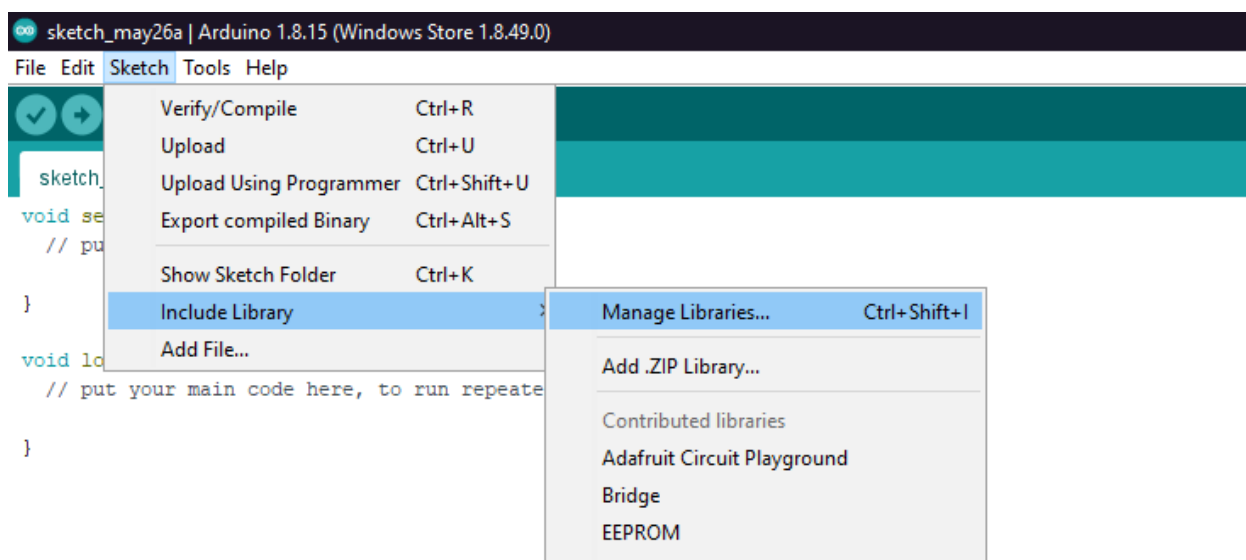 sketch_may26a | Arduino 1.8.15 (Windows Store 1.8.49.0)
File Edit Sketch Tools Help
Verify/Compile Ctrl+R
Upload Ctrl+U
sketch_
Upload Using Programmer Ctrl+Shift+U
void se
Export compiled Binary Ctrl+Alt+S
// pu
Show Sketch Folder Ctrl+K
}
Include Library
Manage Libraries... Ctrl+Shift+I
Add File...
void lo
Add .ZIP Library...
// put your main code here, to run repeate
Contributed libraries
}
Adafruit Circuit Playground
Bridge
EEPROM